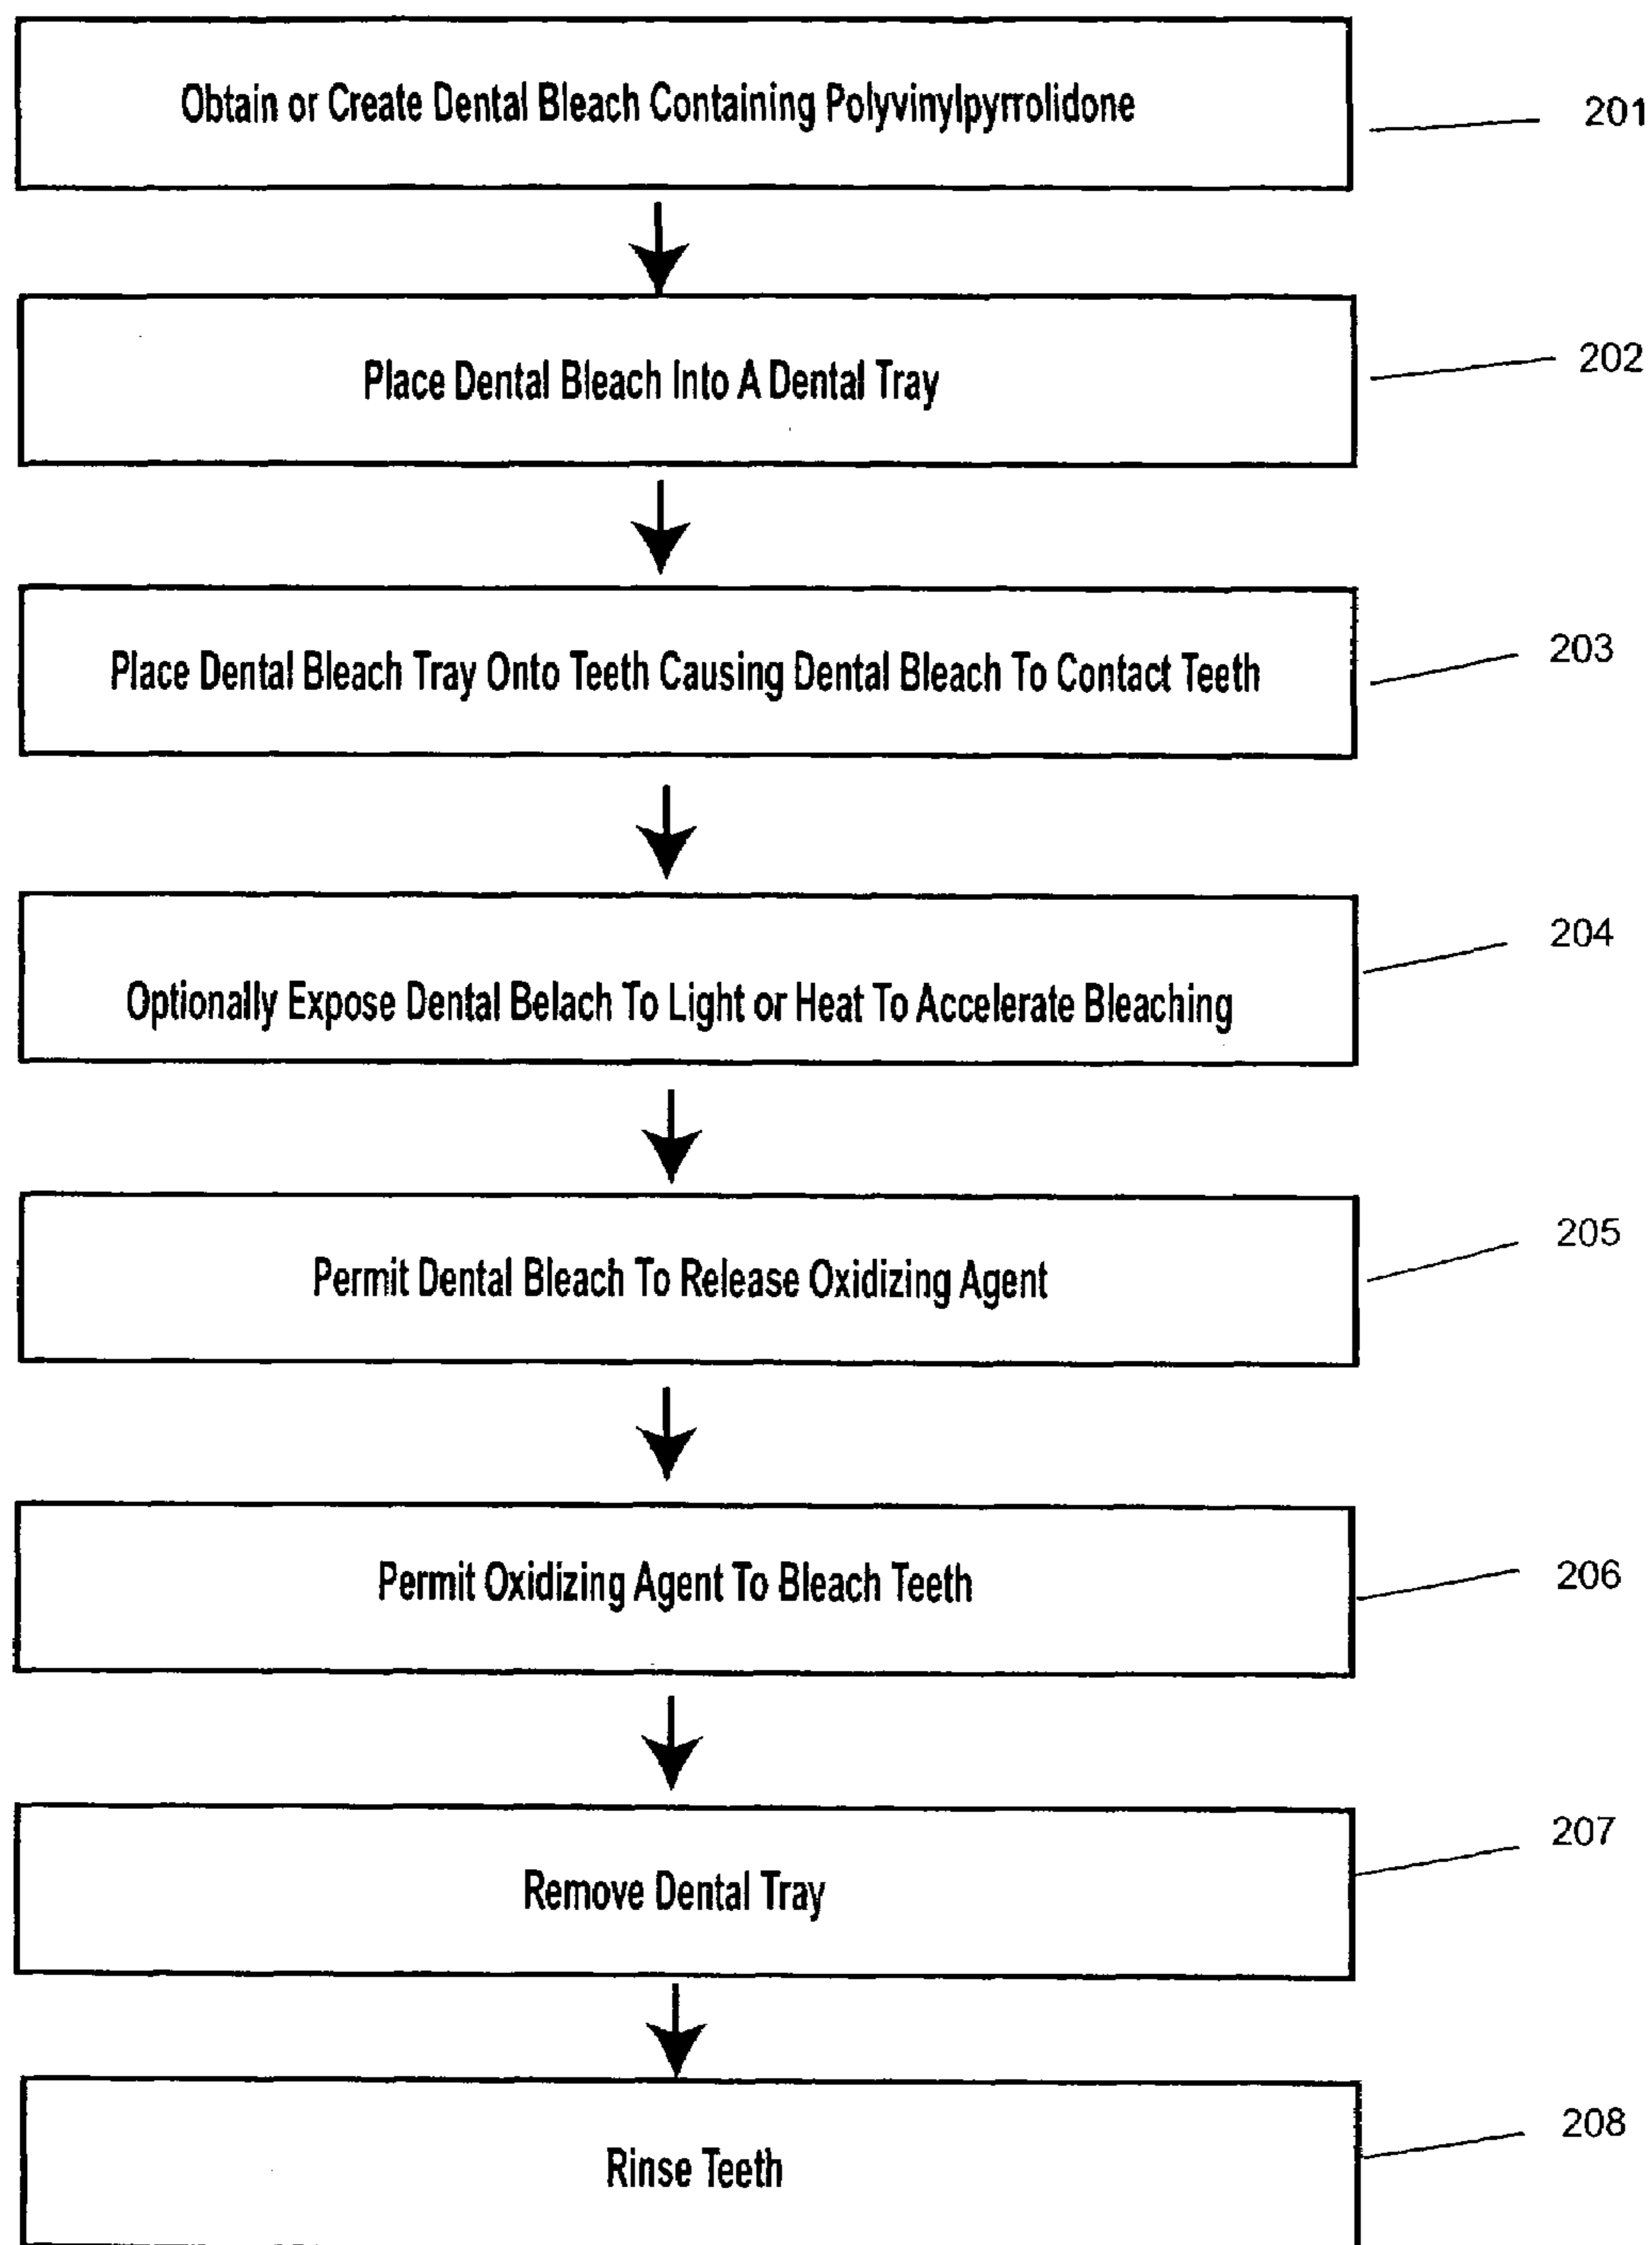 Obtain or Create Dental Bleach Containing Polyvinylpyrrolidone
201
Place Dental Bleach Into A Dental Tray
202
Place Dental Bleach Tray Onto Teeth Causing Dental Bleach To Contact Teeth
203
Optionally Expose Dental Belach To Light or Heat To Accelerate Bleaching
204
Permit Dental Bleach To Release Oxidizing Agent
205
Permit Oxidizing Agent To Bleach Teeth
206
Remove Dental Tray
207
Rinse Teeth
208